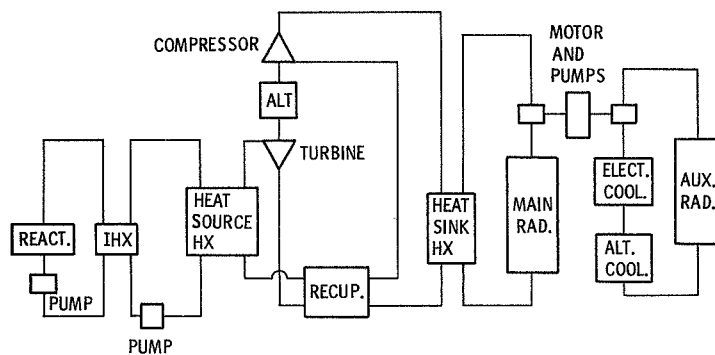 COMPRESSOR
MOTOR
AND
PUMPS
ALT
TURBINE
HEAT
SOURCE
HX
HEAT
SINK
HX
MAIN
RAD.
ELECT.
COOL.
AUX.
RAD.
REACT.
IHX
ALT.
COOL.
RECUP.
PUMP
PUMP